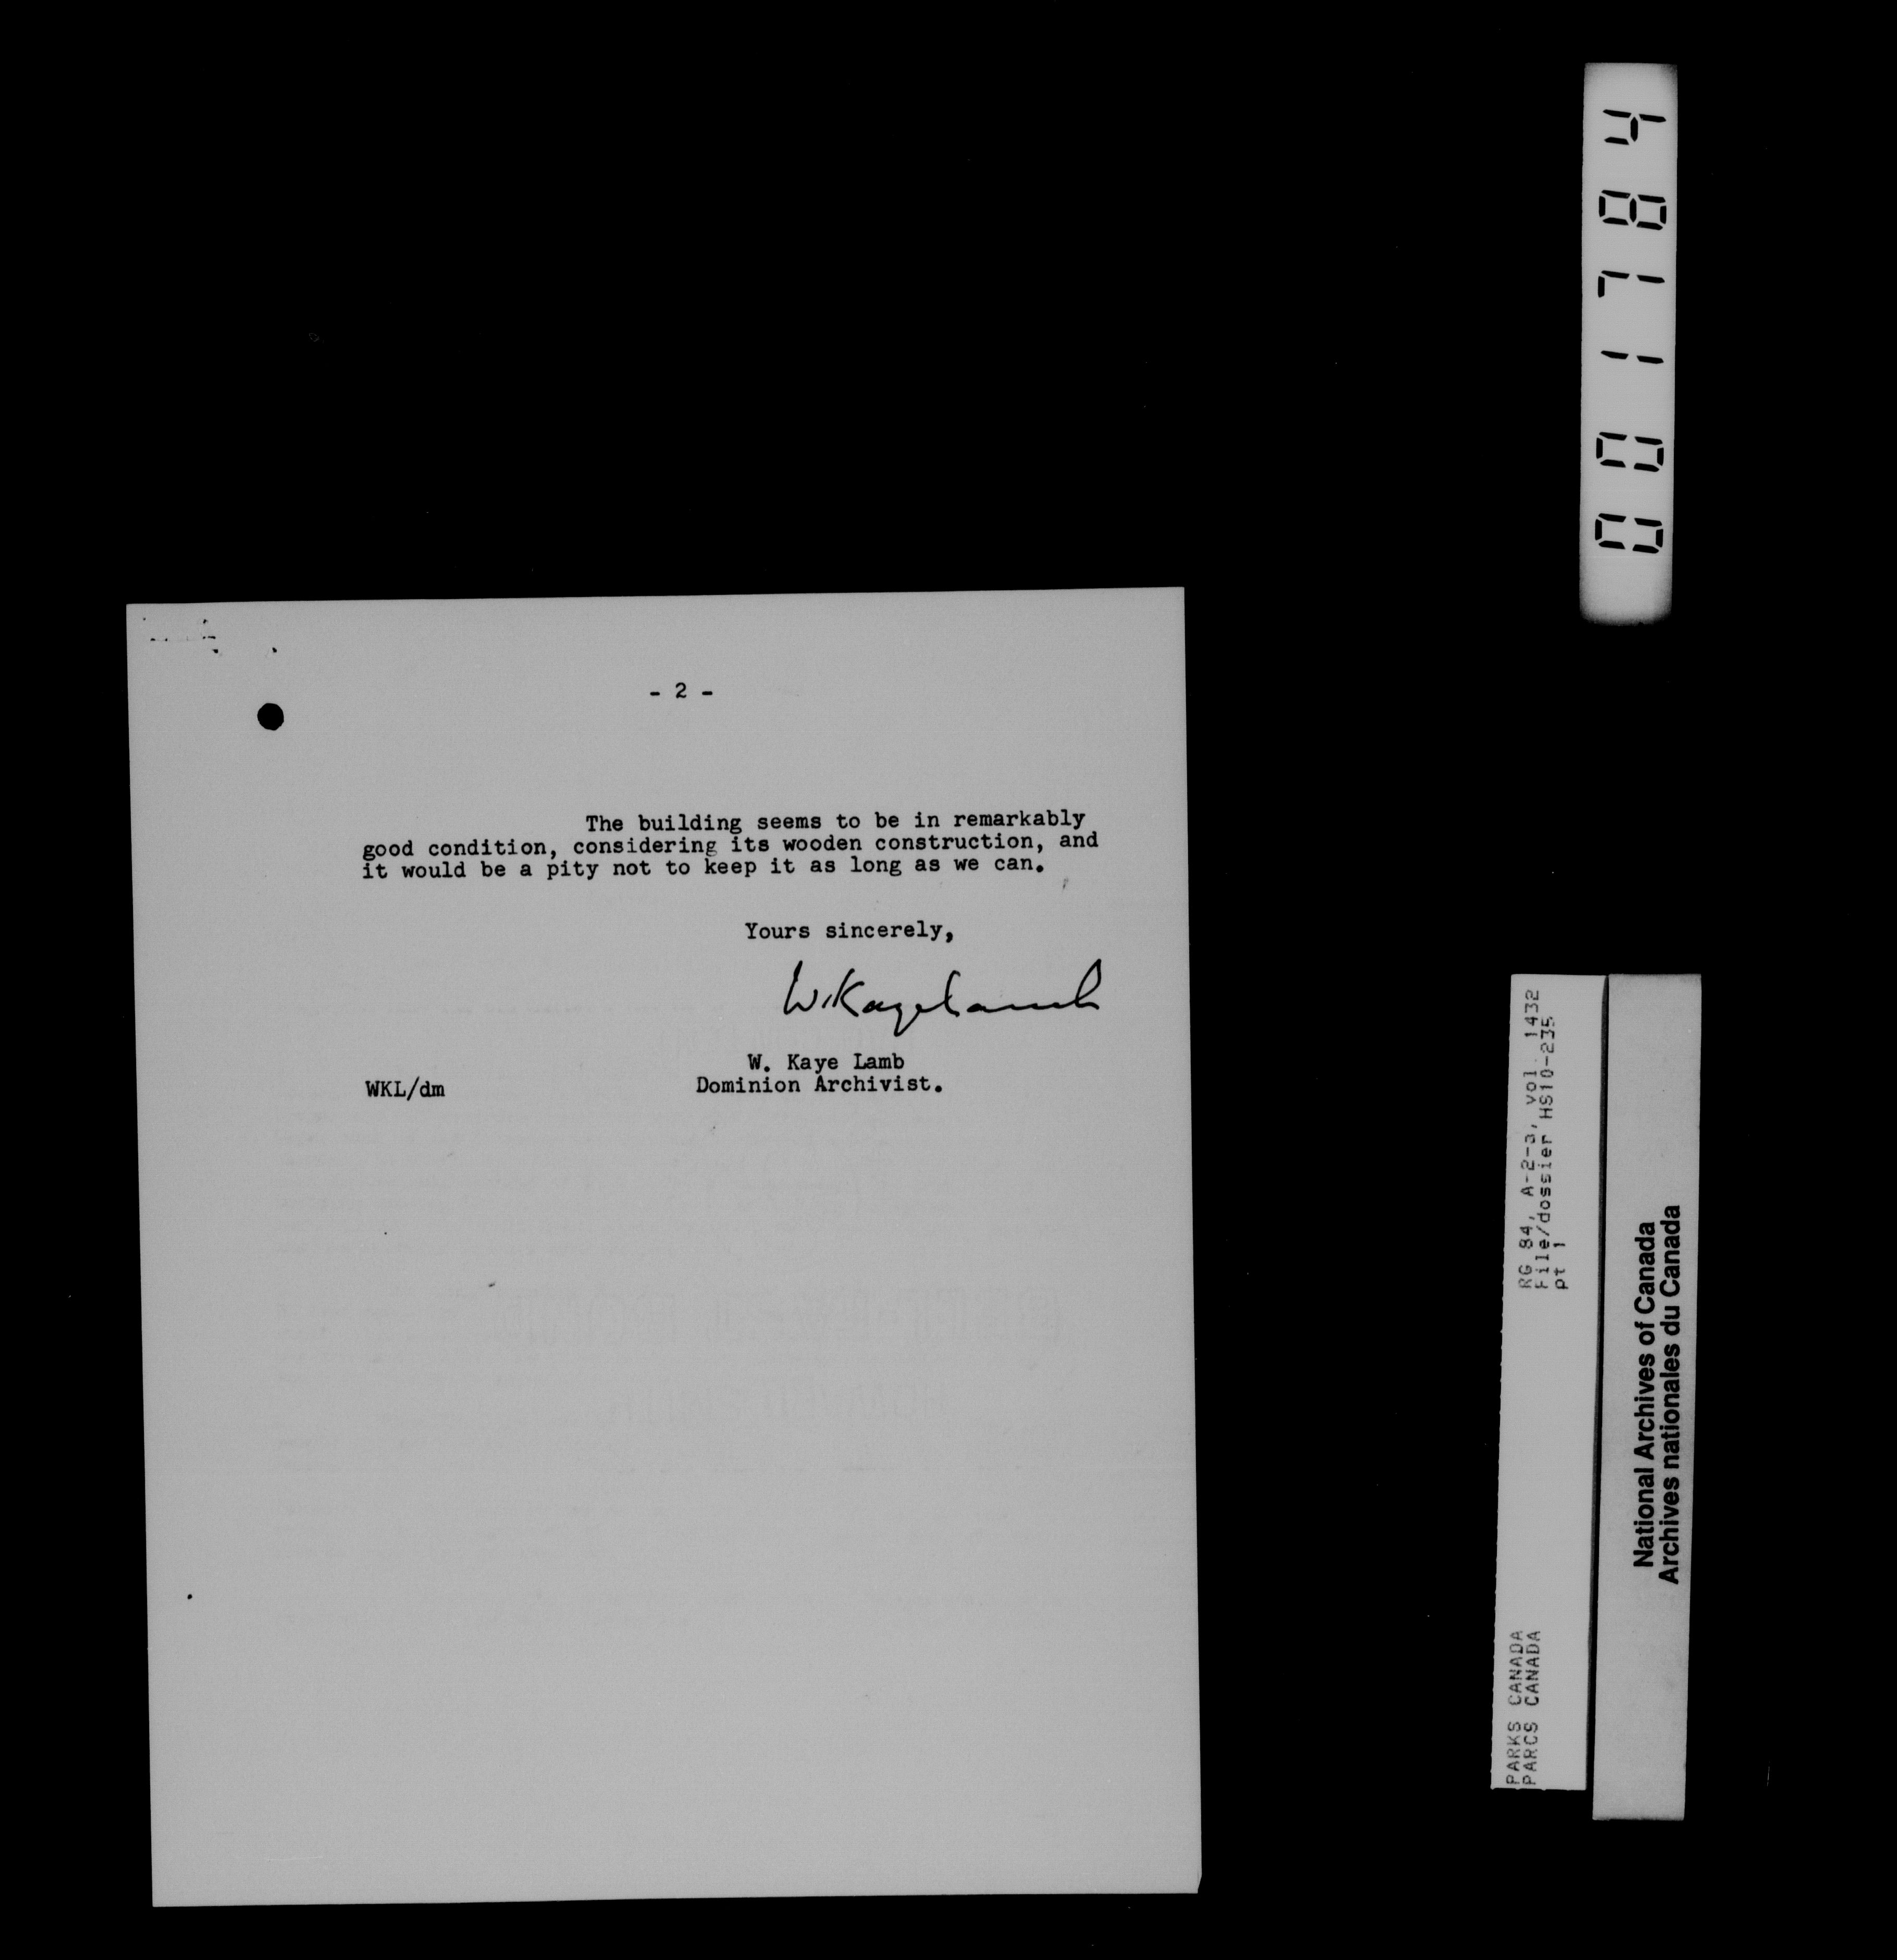 - 2 -
The building seems to be in remarkably
good condition, considering its wooden construction, and
it would be a pity not to keep it as long as we can.
Yours sincerely,
W. Kaye Lamb
W. Kaye Lamb
Dominion Archivist.
WKL/dm
001784
PARKS CANADA
PARCS CANADA
RG 84, A-2-a, vol. 1432
File/dossier HS10-235
pt 1
National Archives of Canada
Archives nationales du Canada